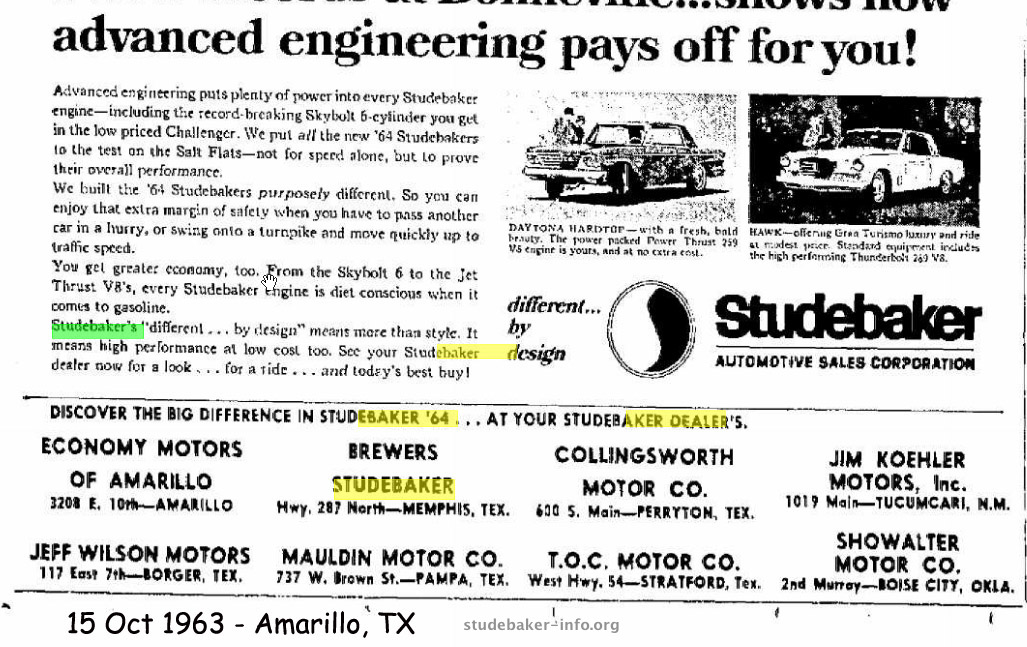 advanced engineering pays off for you!
Advanced engineering puts plenty of power into every Studebaker
engine—including the record-breaking Skybolt 6-cylinder you get
in the low priced Challenger. We put all the new '64 Studebakers
to the test on the Salt Flats—not for speed alone, but to prove
their overall performance.
We built the '64 Studebakers purposely different. So you can
enjoy that extra margin of safety when you have to pass another
car in a hurry, or swing onto a turnpike and move quickly up to
traffic speed.
You get greater economy, too. From the Skybolt 6 to the Jet
Thrust V8's, every Studebaker engine is diet conscious when it
comes to gasoline.
Studebaker's "different . . . by design" means more than style. It
means high performance at low cost too. See your Studebaker
dealer now for a look . . . for a ride . . . and today's best buy!
DAYTONA HARDTOP—with a fresh, bold
beauty. The power packed Power Thrust 259
V8 engine is yours, and at no extra cost.
HAWK—offering Gran Turismo luxury and ride
at modest price. Standard equipment includes
the high performing Thunderbolt 289 V8.
different...
by
design
Studebaker
AUTOMOTIVE SALES CORPORATION
DISCOVER THE BIG DIFFERENCE IN STUDEBAKER '64 . . . AT YOUR STUDEBAKER DEALER'S.
ECONOMY MOTORS
OF AMARILLO
3208 E. 10th—AMARILLO
BREWERS
STUDEBAKER
Hwy. 287 North—MEMPHIS, TEX.
COLLINGSWORTH
MOTOR CO.
600 S. Main—PERRYTON, TEX.
JIM KOEHLER
MOTORS, Inc.
1019 Main—TUCUMCARI, N.M.
JEFF WILSON MOTORS
117 East 7th—BORGER, TEX.
MAULDIN MOTOR CO.
737 W. Brown St.—PAMPA, TEX.
T.O.C. MOTOR CO.
West Hwy. 54—STRATFORD, Tex.
SHOWALTER
MOTOR CO.
2nd Murray—BOISE CITY, OKLA.
15 Oct 1963 - Amarillo, TX
studebaker-info.org